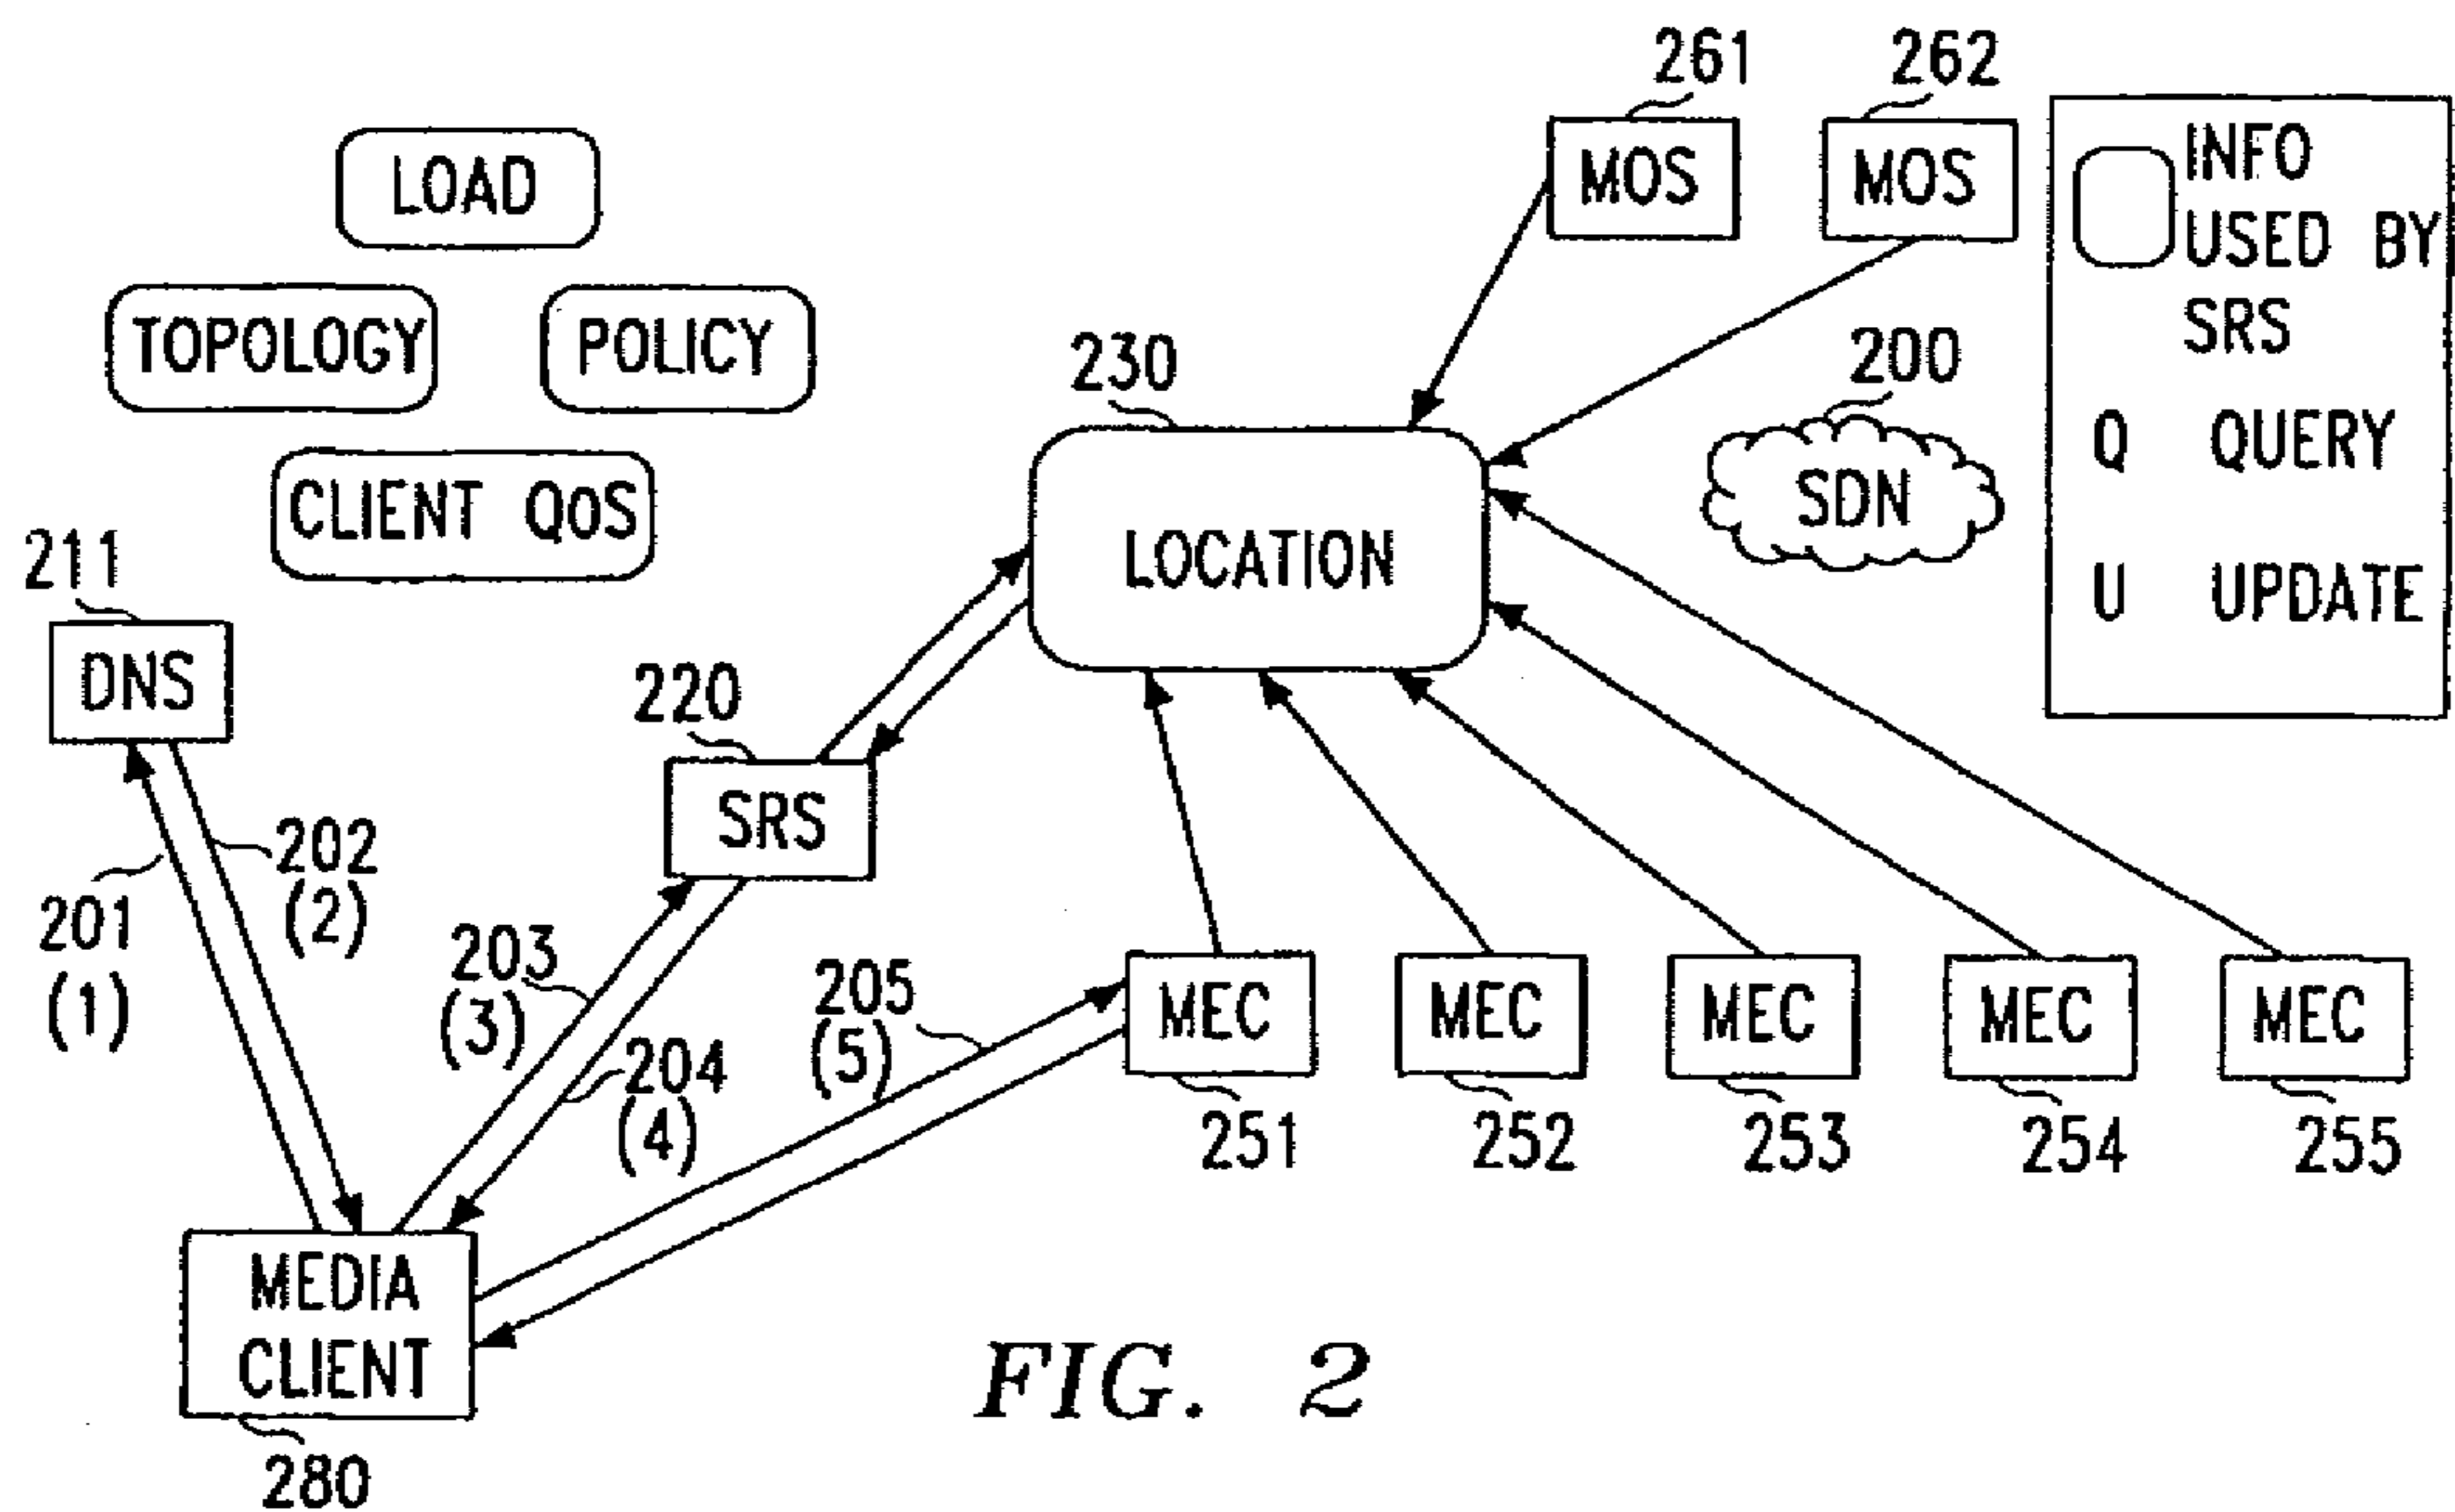 261
262
MOS
MOS
INFO
USED BY
SRS
Q QUERY
U UPDATE
LOAD
TOPOLOGY
POLICY
CLIENT QoS
230
200
LOCATION
SDN
211
DNS
220
SRS
201
(1)
202
(2)
203
(3)
204
(4)
205
(5)
MEC
MEC
MEC
MEC
MEC
251
252
253
254
255
MEDIA
CLIENT
280
FIG. 2